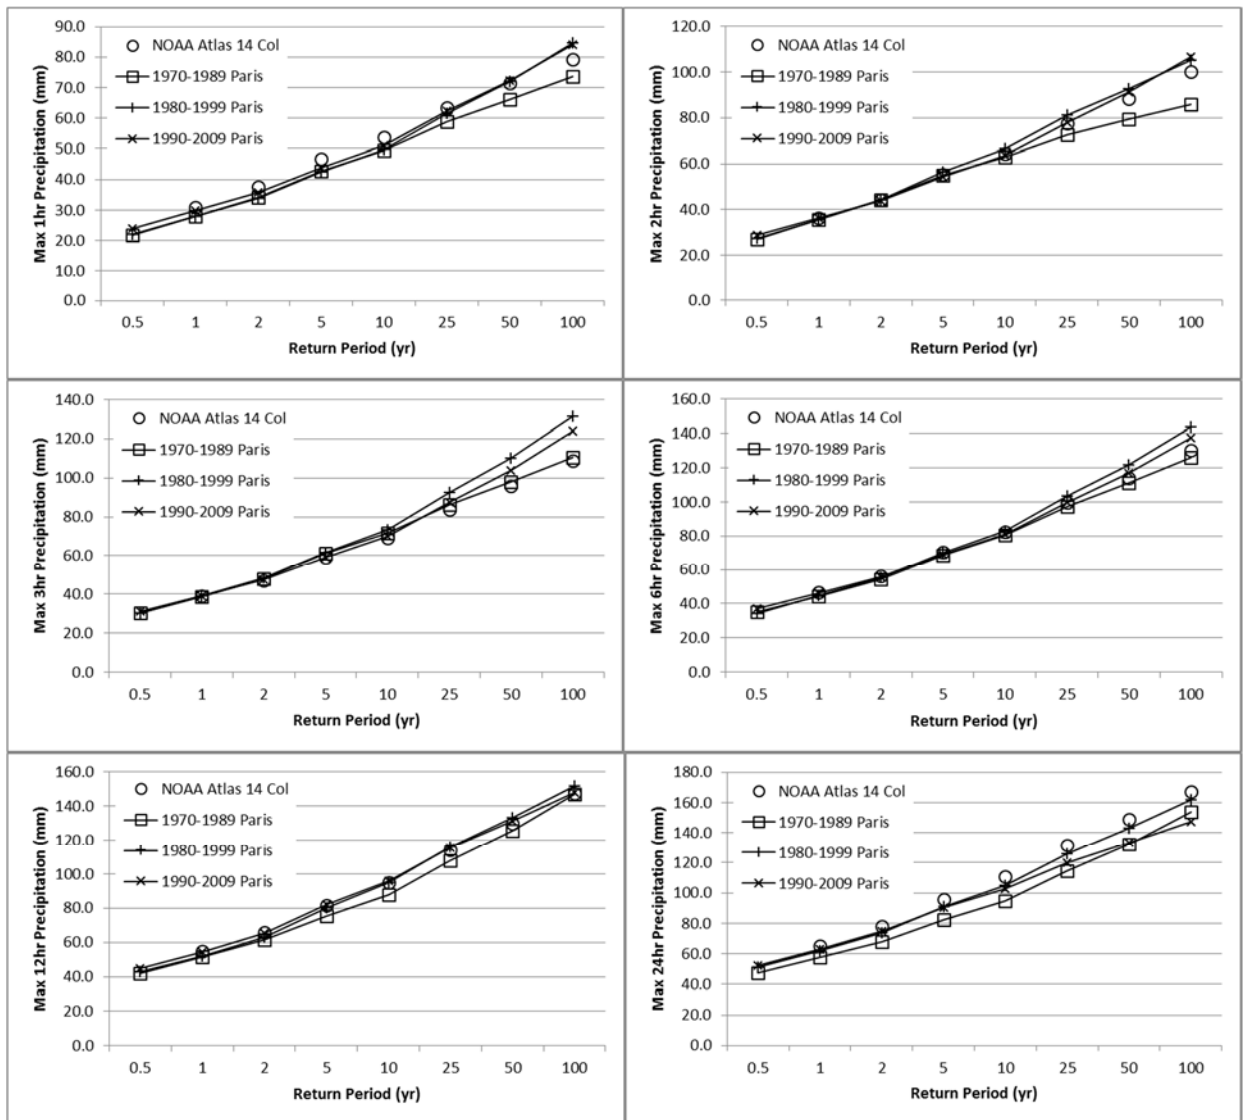 90.0
80.0
70.0
60.0
50.0
40.0
30.0
20.0
10.0
0.0
Max 1hr Precipitation (mm)
NOAA Atlas 14 Col
1970-1989 Paris
1980-1999 Paris
1990-2009 Paris
0.5 1 2 5 10 25 50 100
Return Period (yr)
120.0
100.0
80.0
60.0
40.0
20.0
0.0
Max 2hr Precipitation (mm)
NOAA Atlas 14 Col
1970-1989 Paris
1980-1999 Paris
1990-2009 Paris
0.5 1 2 5 10 25 50 100
Return Period (yr)
140.0
120.0
100.0
80.0
60.0
40.0
20.0
0.0
Max 3hr Precipitation (mm)
NOAA Atlas 14 Col
1970-1989 Paris
1980-1999 Paris
1990-2009 Paris
0.5 1 2 5 10 25 50 100
Return Period (yr)
160.0
140.0
120.0
100.0
80.0
60.0
40.0
20.0
0.0
Max 6hr Precipitation (mm)
NOAA Atlas 14 Col
1970-1989 Paris
1980-1999 Paris
1990-2009 Paris
0.5 1 2 5 10 25 50 100
Return Period (yr)
160.0
140.0
120.0
100.0
80.0
60.0
40.0
20.0
0.0
Max 12hr Precipitation (mm)
NOAA Atlas 14 Col
1970-1989 Paris
1980-1999 Paris
1990-2009 Paris
0.5 1 2 5 10 25 50 100
Return Period (yr)
180.0
160.0
140.0
120.0
100.0
80.0
60.0
40.0
20.0
0.0
Max 24hr Precipitation (mm)
NOAA Atlas 14 Col
1970-1989 Paris
1980-1999 Paris
1990-2009 Paris
0.5 1 2 5 10 25 50 100
Return Period (yr)